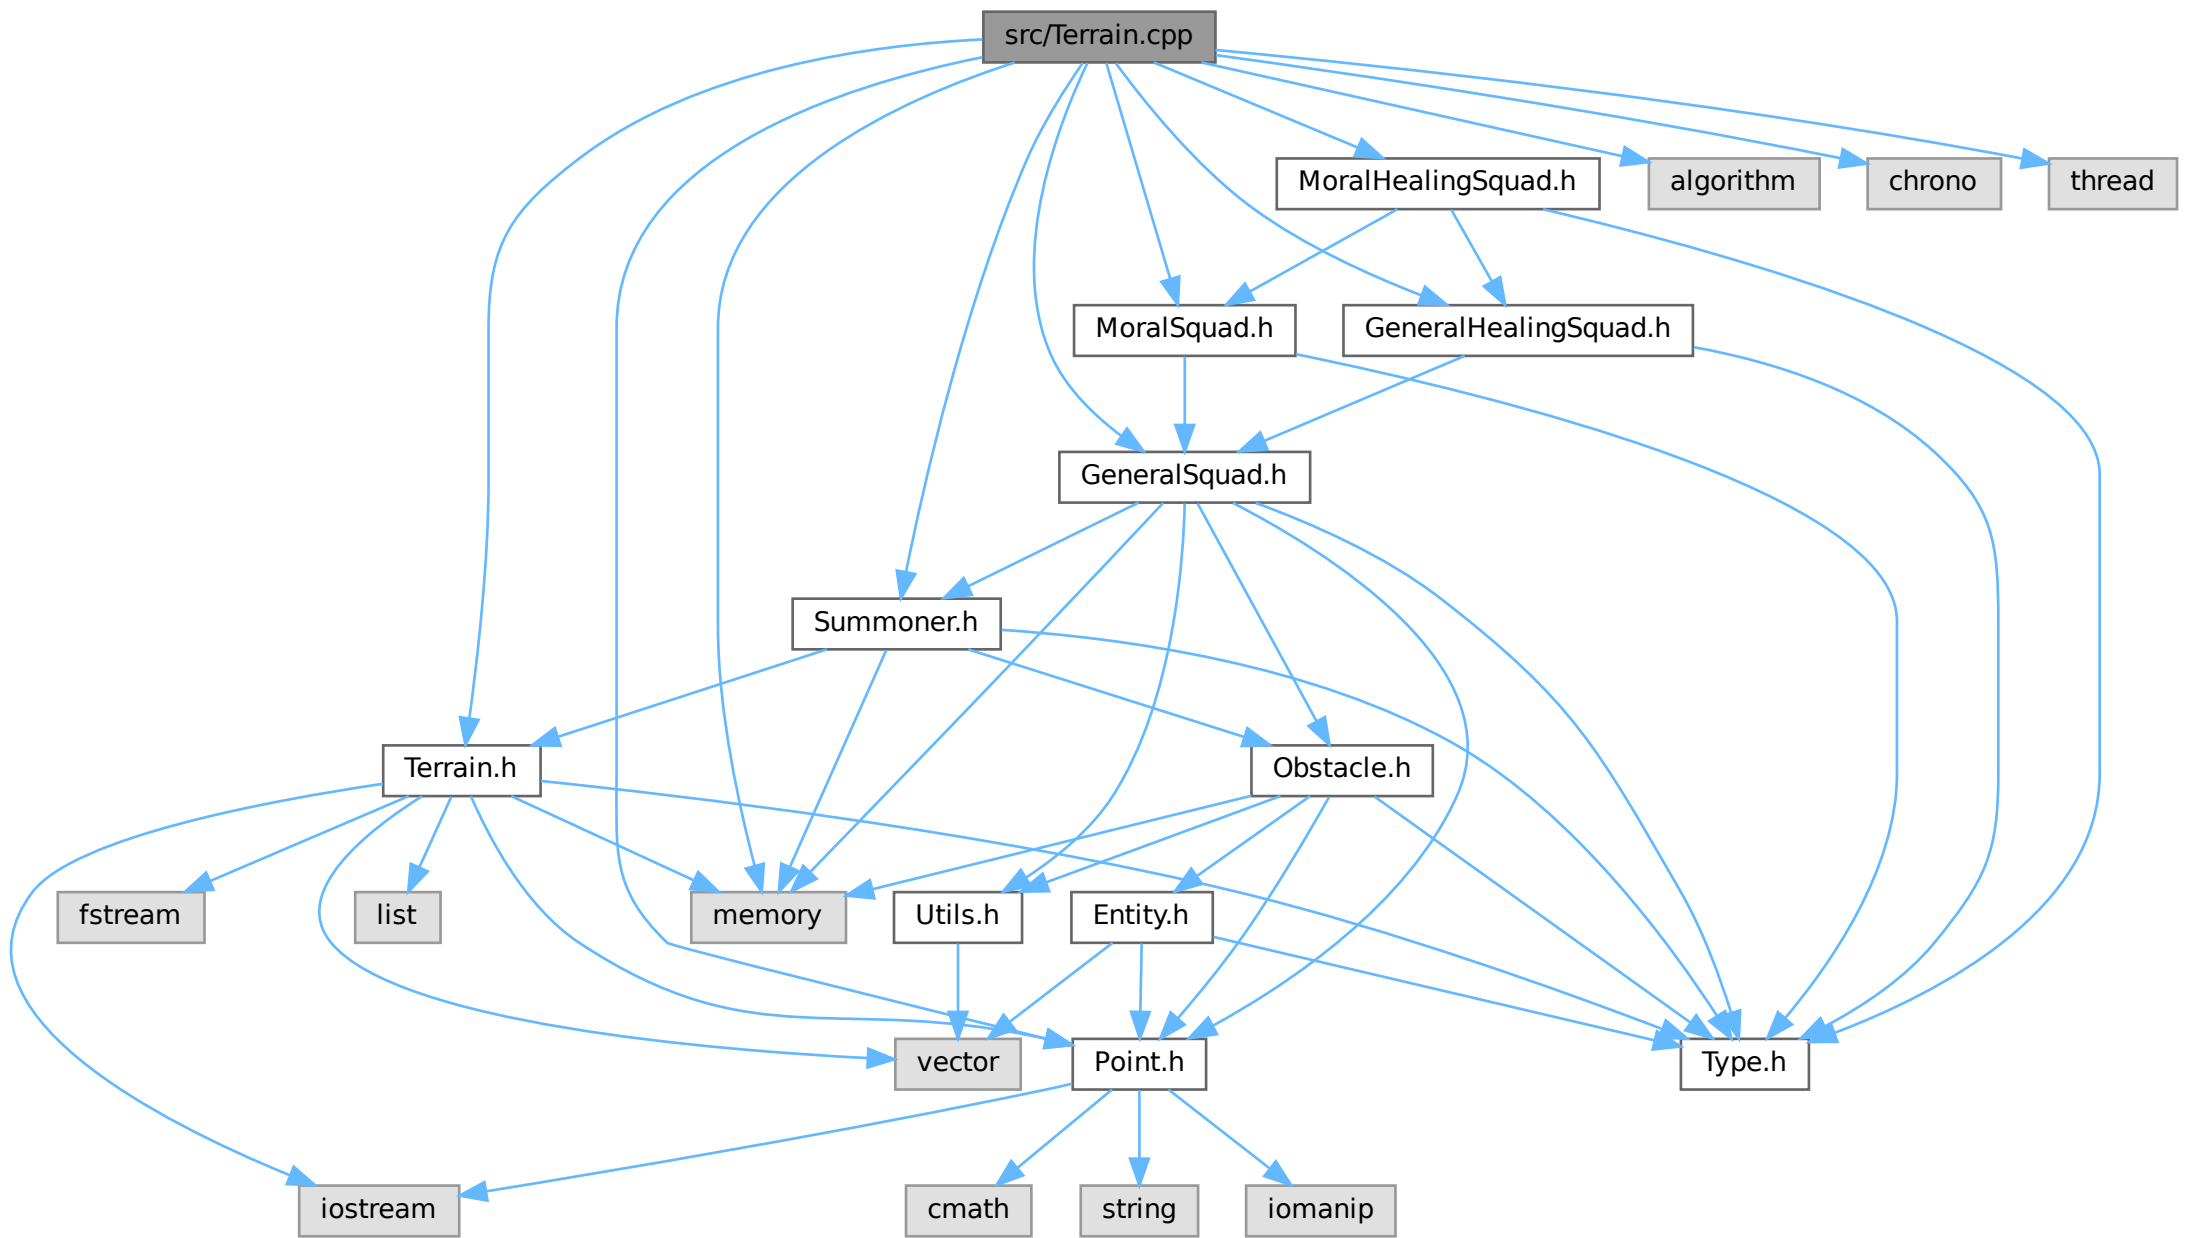 src/Terrain.cpp
MoralHealingSquad.h
algorithm
chrono
thread
MoralSquad.h
GeneralHealingSquad.h
GeneralSquad.h
Summoner.h
Terrain.h
Obstacle.h
fstream
list
memory
Utils.h
Entity.h
vector
Point.h
Type.h
iostream
cmath
string
iomanip